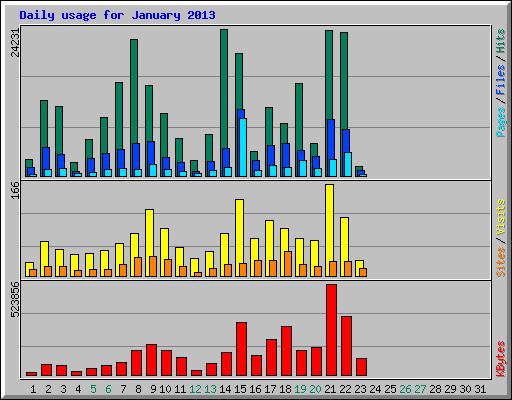 Daily usage for January 2013
24231
Pages / Files / Hits
166
Sites / Visits
523856
KBytes
1 2 3 4 5 6 7 8 9 10 11 12 13 14 15 16 17 18 19 20 21 22 23 24 25 26 27 28 29 30 31